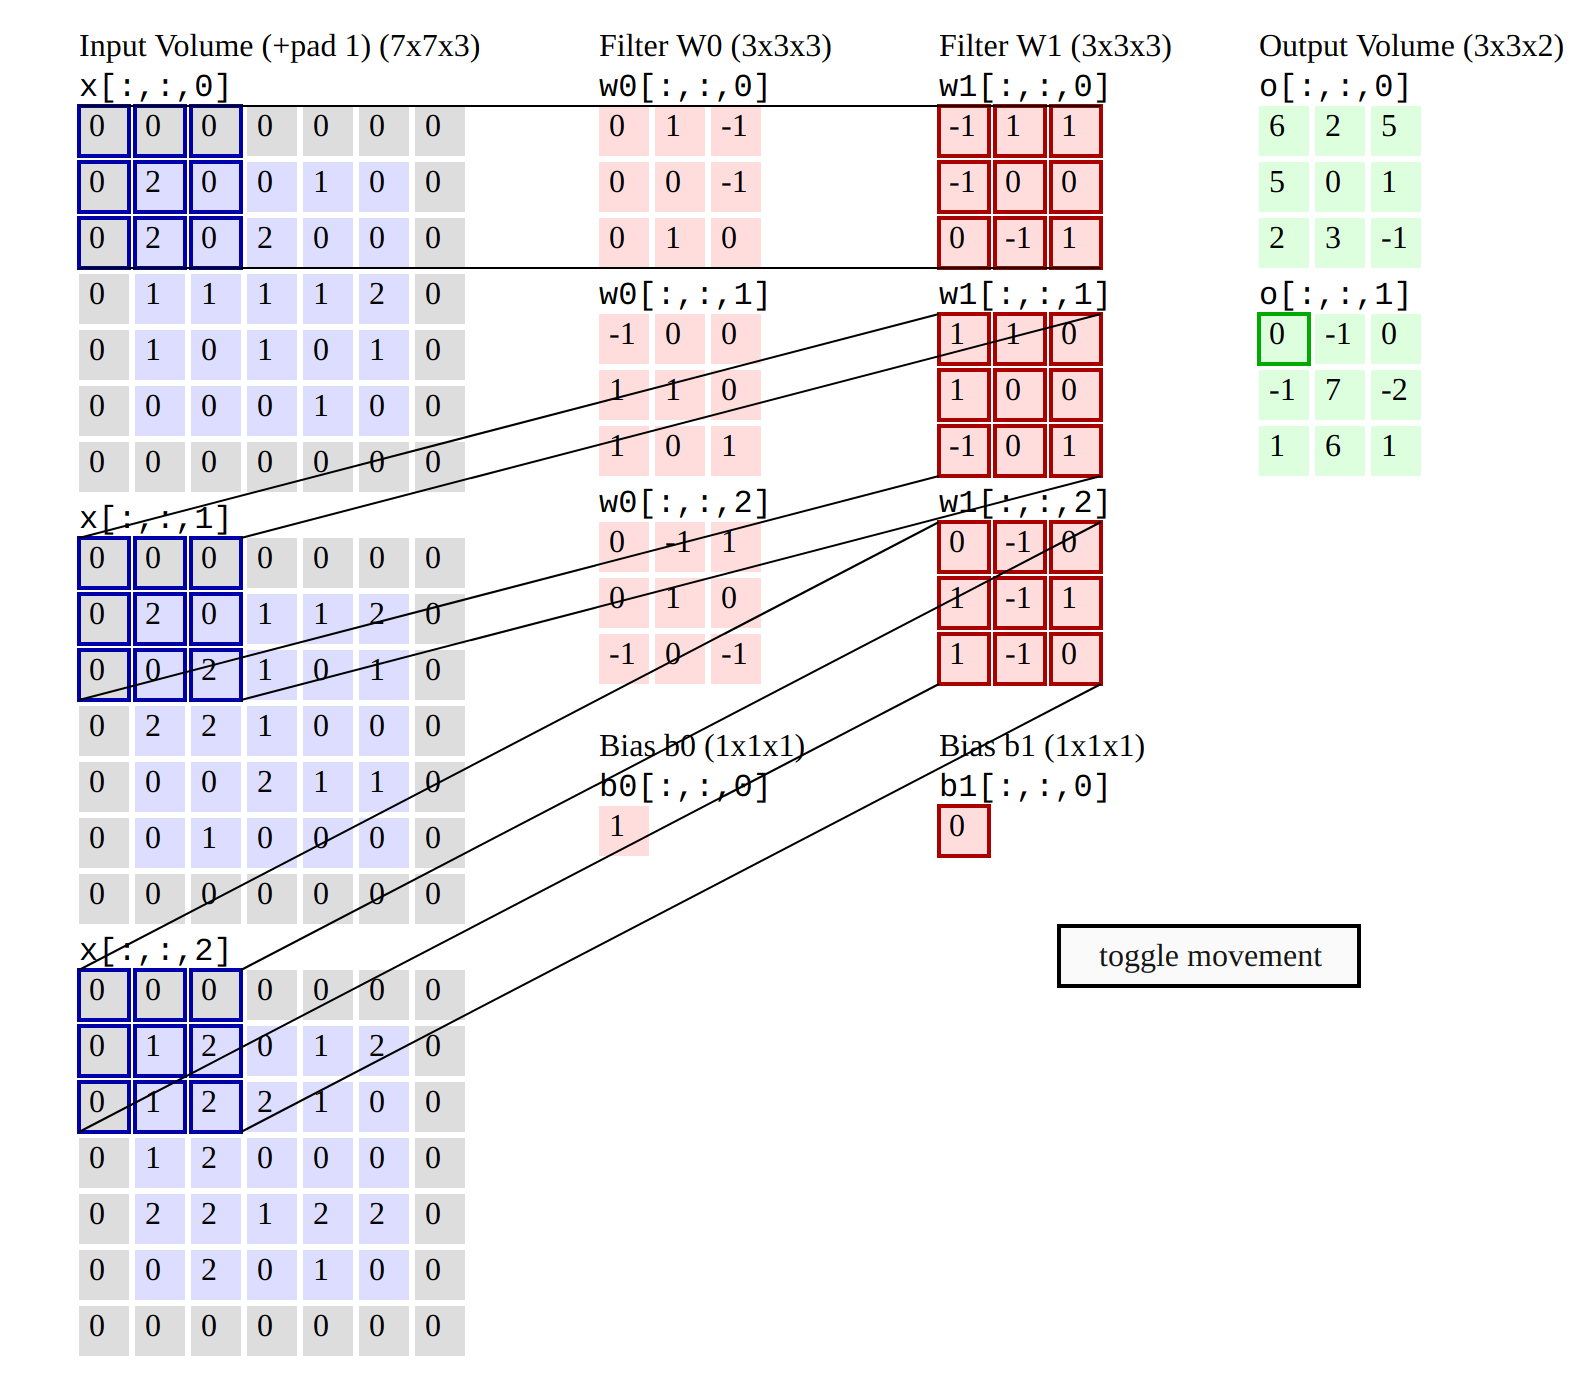 Input Volume (+pad 1) (7x7x3)
x[:,:,0]
0 0 0 0 0 0 0
0 2 0 0 1 0 0
0 2 0 2 0 0 0
0 1 1 1 1 2 0
0 1 0 1 0 1 0
0 0 0 0 1 0 0
0 0 0 0 0 0 0
x[:,:,1]
0 0 0 0 0 0 0
0 2 0 1 1 2 0
0 0 2 1 0 1 0
0 2 2 1 0 0 0
0 0 0 2 1 1 0
0 0 1 0 0 0 0
0 0 0 0 0 0 0
x[:,:,2]
0 0 0 0 0 0 0
0 1 2 0 1 2 0
0 1 2 2 1 0 0
0 1 2 0 0 0 0
0 2 2 1 2 2 0
0 0 2 0 1 0 0
0 0 0 0 0 0 0
Filter W0 (3x3x3)
w0[:,:,0]
0 1 -1
0 0 -1
0 1 0
w0[:,:,1]
-1 0 0
1 1 0
1 0 1
w0[:,:,2]
0 -1 1
0 1 0
-1 0 -1
Bias b0 (1x1x1)
b0[:,:,0]
1
Filter W1 (3x3x3)
w1[:,:,0]
-1 1 1
-1 0 0
0 -1 1
w1[:,:,1]
1 1 0
1 0 0
-1 0 1
w1[:,:,2]
0 -1 0
1 -1 1
1 -1 0
Bias b1 (1x1x1)
b1[:,:,0]
0
Output Volume (3x3x2)
o[:,:,0]
6 2 5
5 0 1
2 3 -1
o[:,:,1]
0 -1 0
-1 7 -2
1 6 1
toggle movement